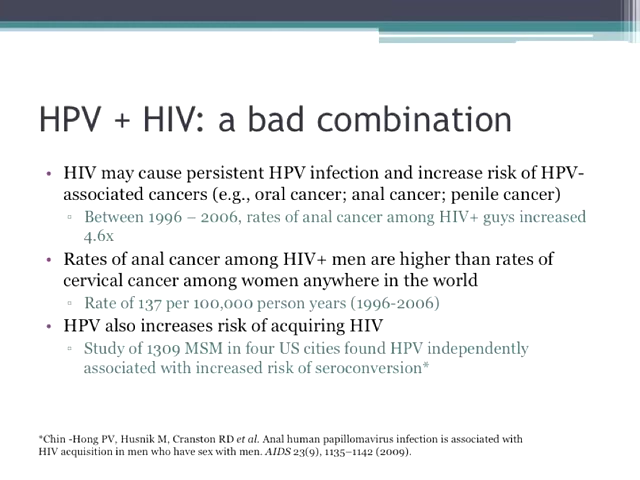 HPV + HIV: a bad combination
• HIV may cause persistent HPV infection and increase risk of HPV-
associated cancers (e.g., oral cancer; anal cancer; penile cancer)
▫ Between 1996 – 2006, rates of anal cancer among HIV+ guys increased
4.6x
• Rates of anal cancer among HIV+ men are higher than rates of
cervical cancer among women anywhere in the world
▫ Rate of 137 per 100,000 person years (1996-2006)
• HPV also increases risk of acquiring HIV
▫ Study of 1309 MSM in four US cities found HPV independently
associated with increased risk of seroconversion*
*Chin -Hong PV, Husnik M, Cranston RD et al. Anal human papillomavirus infection is associated with
HIV acquisition in men who have sex with men. AIDS 23(9), 1135–1142 (2009).